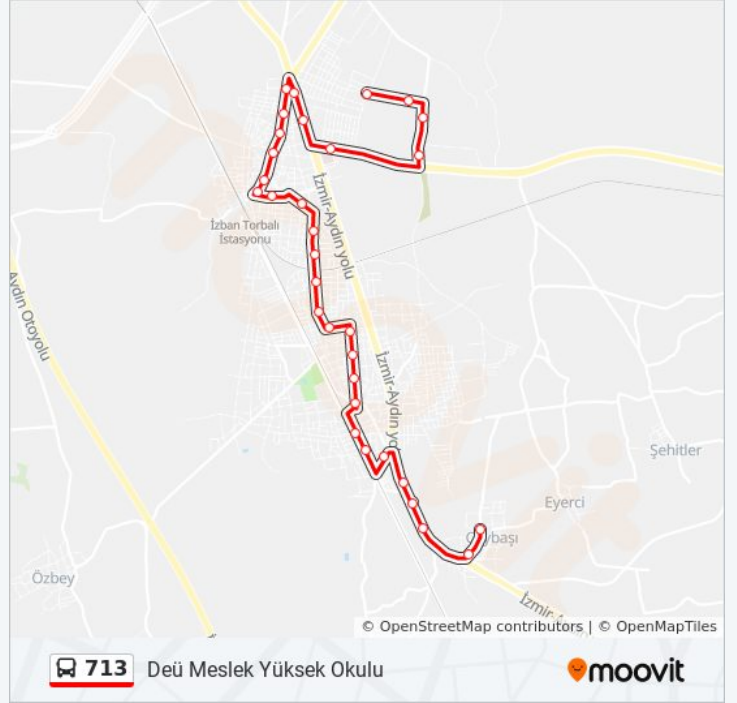 İzmir-Aydın yolu
İzban Torbalı
İstasyonu
Aydın Otoyolu
İzmir-Aydın yo
Şehitler
Eyerci
Özbey
© OpenStreetMap contributors | © OpenMapTiles
713 Deü Meslek Yüksek Okulu
moovit